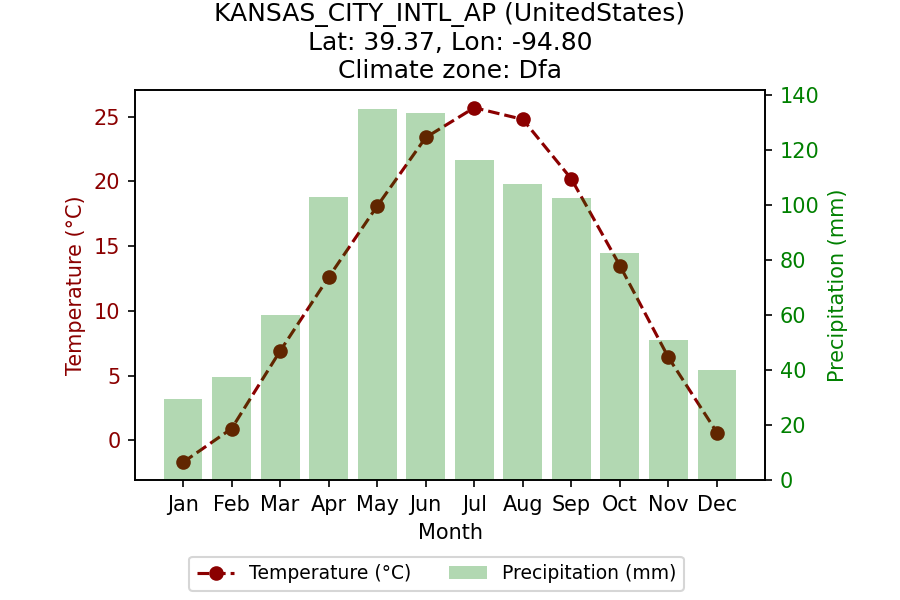 KANSAS_CITY_INTL_AP (UnitedStates)
Lat: 39.37, Lon: -94.80
Climate zone: Dfa
Temperature (°C)
25
20
15
10
5
0
140
120
100
80
60
40
20
0
Precipitation (mm)
Jan Feb Mar Apr May Jun Jul Aug Sep Oct Nov Dec
Month
Temperature (°C) Precipitation (mm)